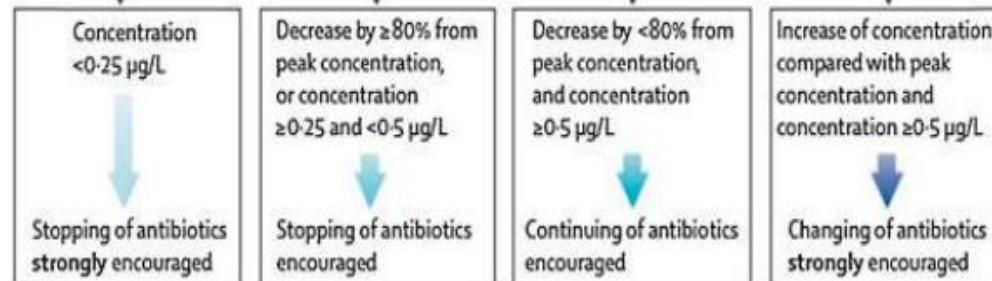 Concentration
<0·25 µg/L
Stopping of antibiotics
strongly encouraged
Decrease by ≥80% from
peak concentration,
or concentration
≥0·25 and <0·5 µg/L
Stopping of antibiotics
encouraged
Decrease by <80% from
peak concentration,
and concentration
≥0·5 µg/L
Continuing of antibiotics
encouraged
Increase of concentration
compared with peak
concentration and
concentration ≥0·5 µg/L
Changing of antibiotics
strongly encouraged